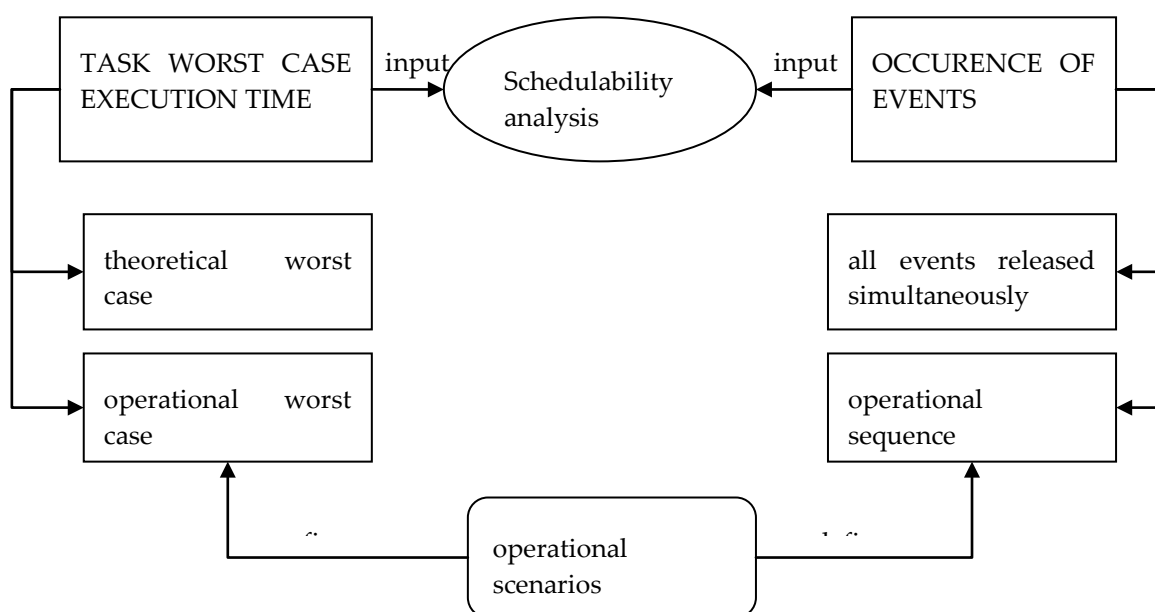 TASK WORST CASE
EXECUTION TIME
input
Schedulability
analysis
input
OCCURENCE OF
EVENTS
theoretical worst
case
all events released
simultaneously
operational worst
case
operational
sequence
operational
scenarios